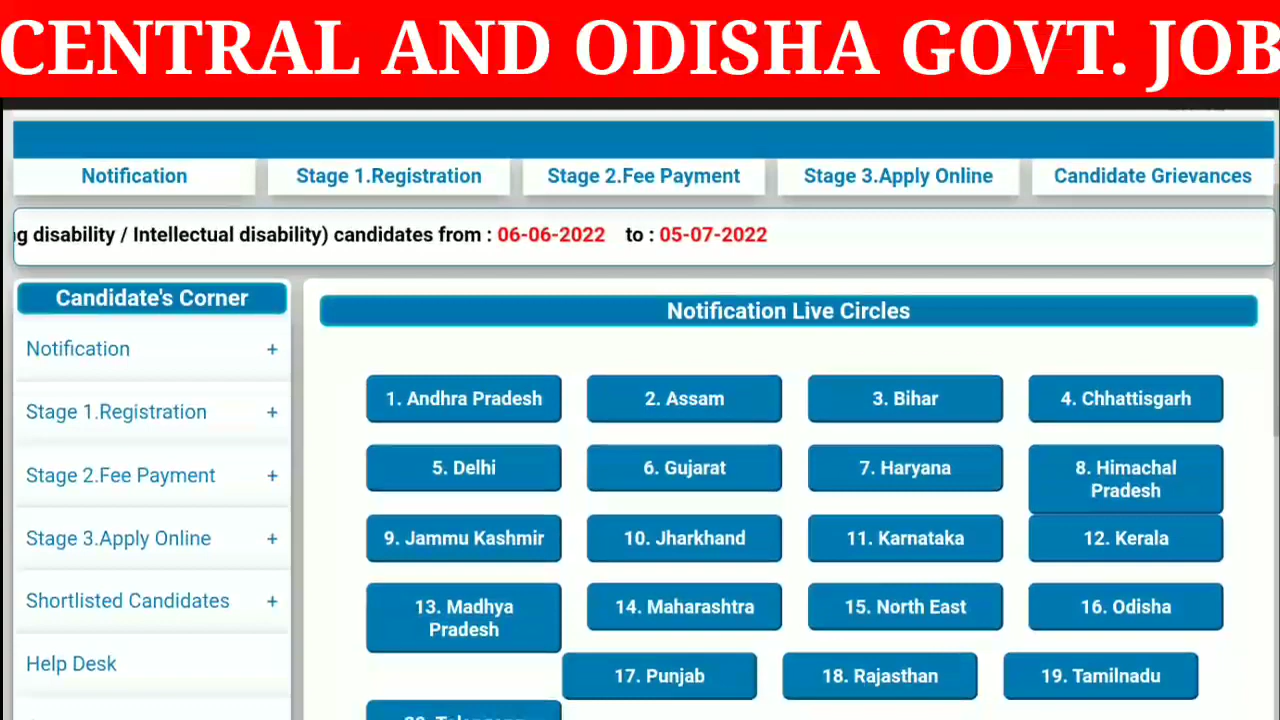 CENTRAL AND ODISHA GOVT. JOB
Notification
Stage 1.Registration
Stage 2.Fee Payment
Stage 3.Apply Online
Candidate Grievances
g disability / Intellectual disability) candidates from : 06-06-2022 to : 05-07-2022
Candidate's Corner
Notification +
Stage 1.Registration +
Stage 2.Fee Payment +
Stage 3.Apply Online +
Shortlisted Candidates +
Help Desk
Notification Live Circles
1. Andhra Pradesh
2. Assam
3. Bihar
4. Chhattisgarh
5. Delhi
6. Gujarat
7. Haryana
8. Himachal
Pradesh
9. Jammu Kashmir
10. Jharkhand
11. Karnataka
12. Kerala
13. Madhya
Pradesh
14. Maharashtra
15. North East
16. Odisha
17. Punjab
18. Rajasthan
19. Tamilnadu